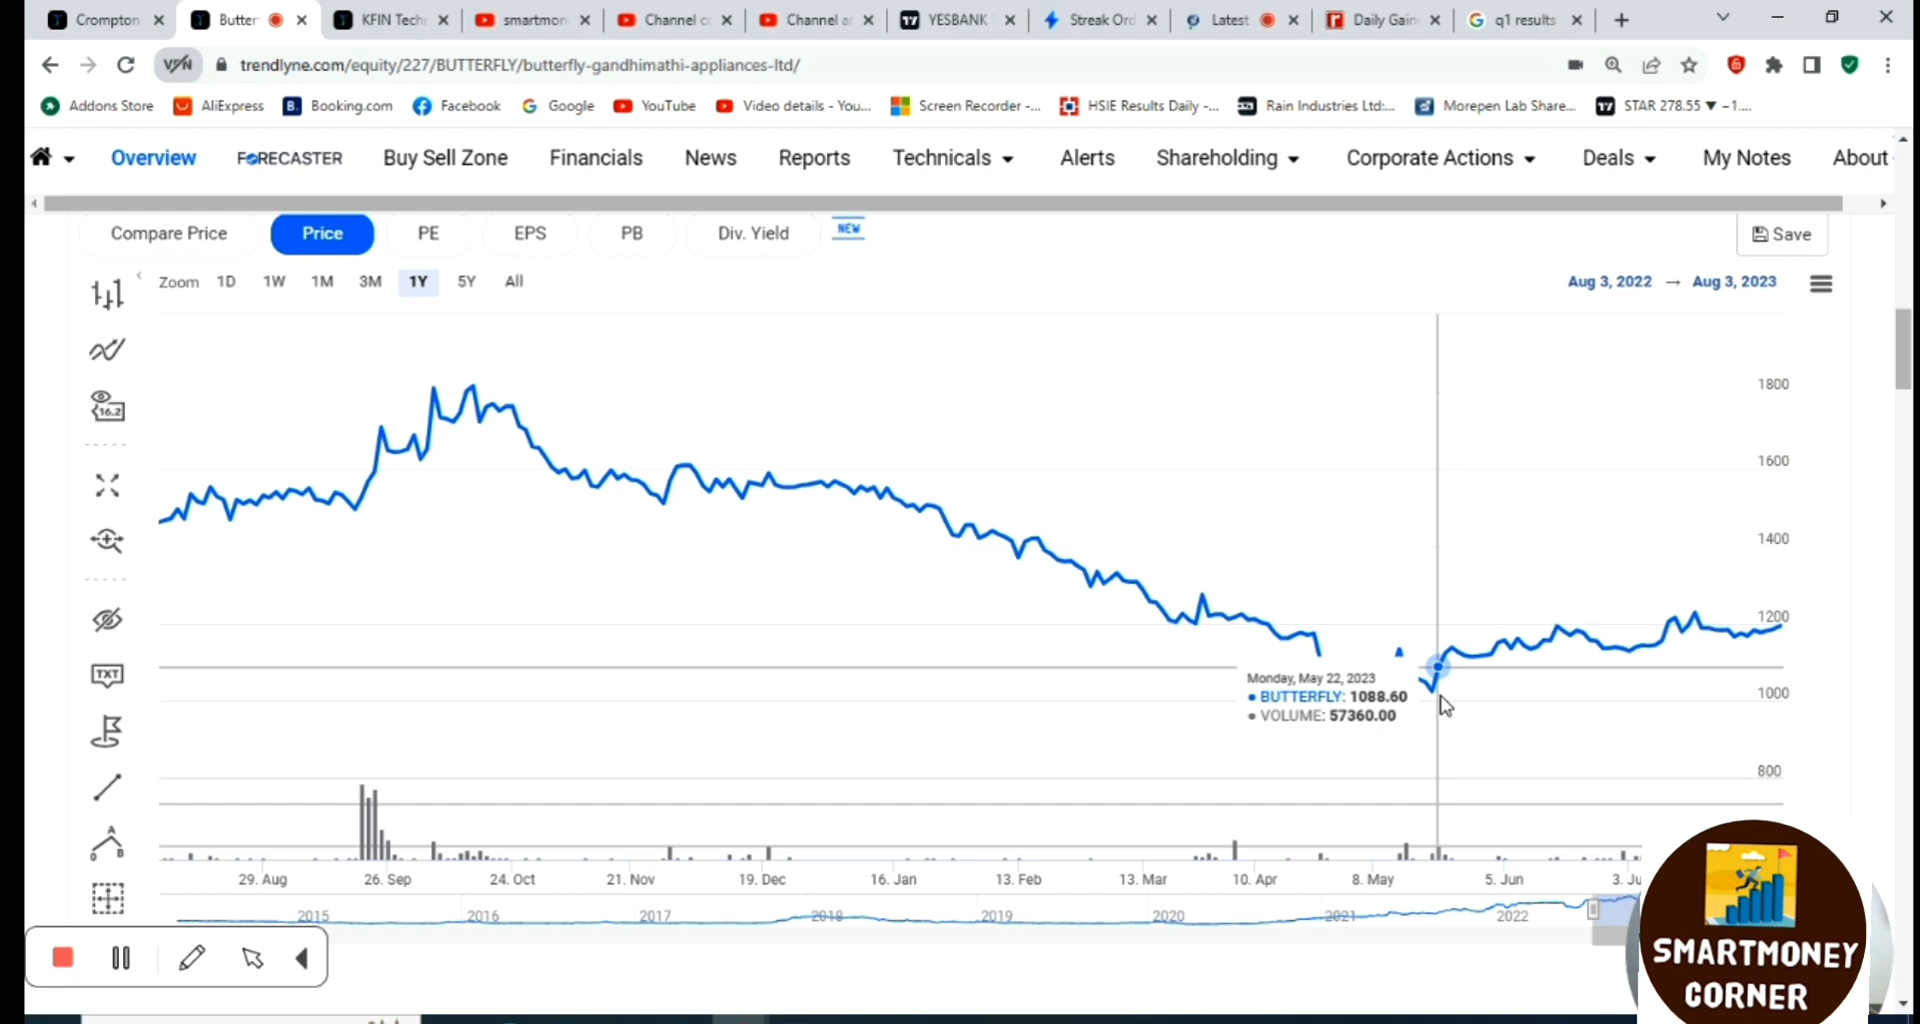 Crompton
Butter
KFIN Tech
smartmon
Channel co
Channel a
YESBANK
Streak Ord
Latest
Daily Gain
q1 results
VPN
trendlyne.com/equity/227/BUTTERFLY/butterfly-gandhimathi-appliances-ltd/
Addons Store
AliExpress
B. Booking.com
Facebook
Google
YouTube
Video details - You...
Screen Recorder -...
HSIE Results Daily -...
Rain Industries Ltd:...
Morepen Lab Share...
STAR 278.55 ▼ −1....
Overview
FORECASTER
Buy Sell Zone
Financials
News
Reports
Technicals
Alerts
Shareholding
Corporate Actions
Deals
My Notes
About
Compare Price
Price
PE
EPS
PB
Div. Yield
NEW
Save
Zoom 1D 1W 1M 3M 1Y 5Y All
Aug 3, 2022 → Aug 3, 2023
16.2
TXT
A
0 B
1800
1600
1400
1200
1000
800
Monday, May 22, 2023
• BUTTERFLY: 1088.60
• VOLUME: 57360.00
29. Aug 26. Sep 24. Oct 21. Nov 19. Dec 16. Jan 13. Feb 13. Mar 10. Apr 8. May 5. Jun 3. Ju
2015 2016 2017 2018 2019 2020 2021 2022
SMARTMONEY
CORNER